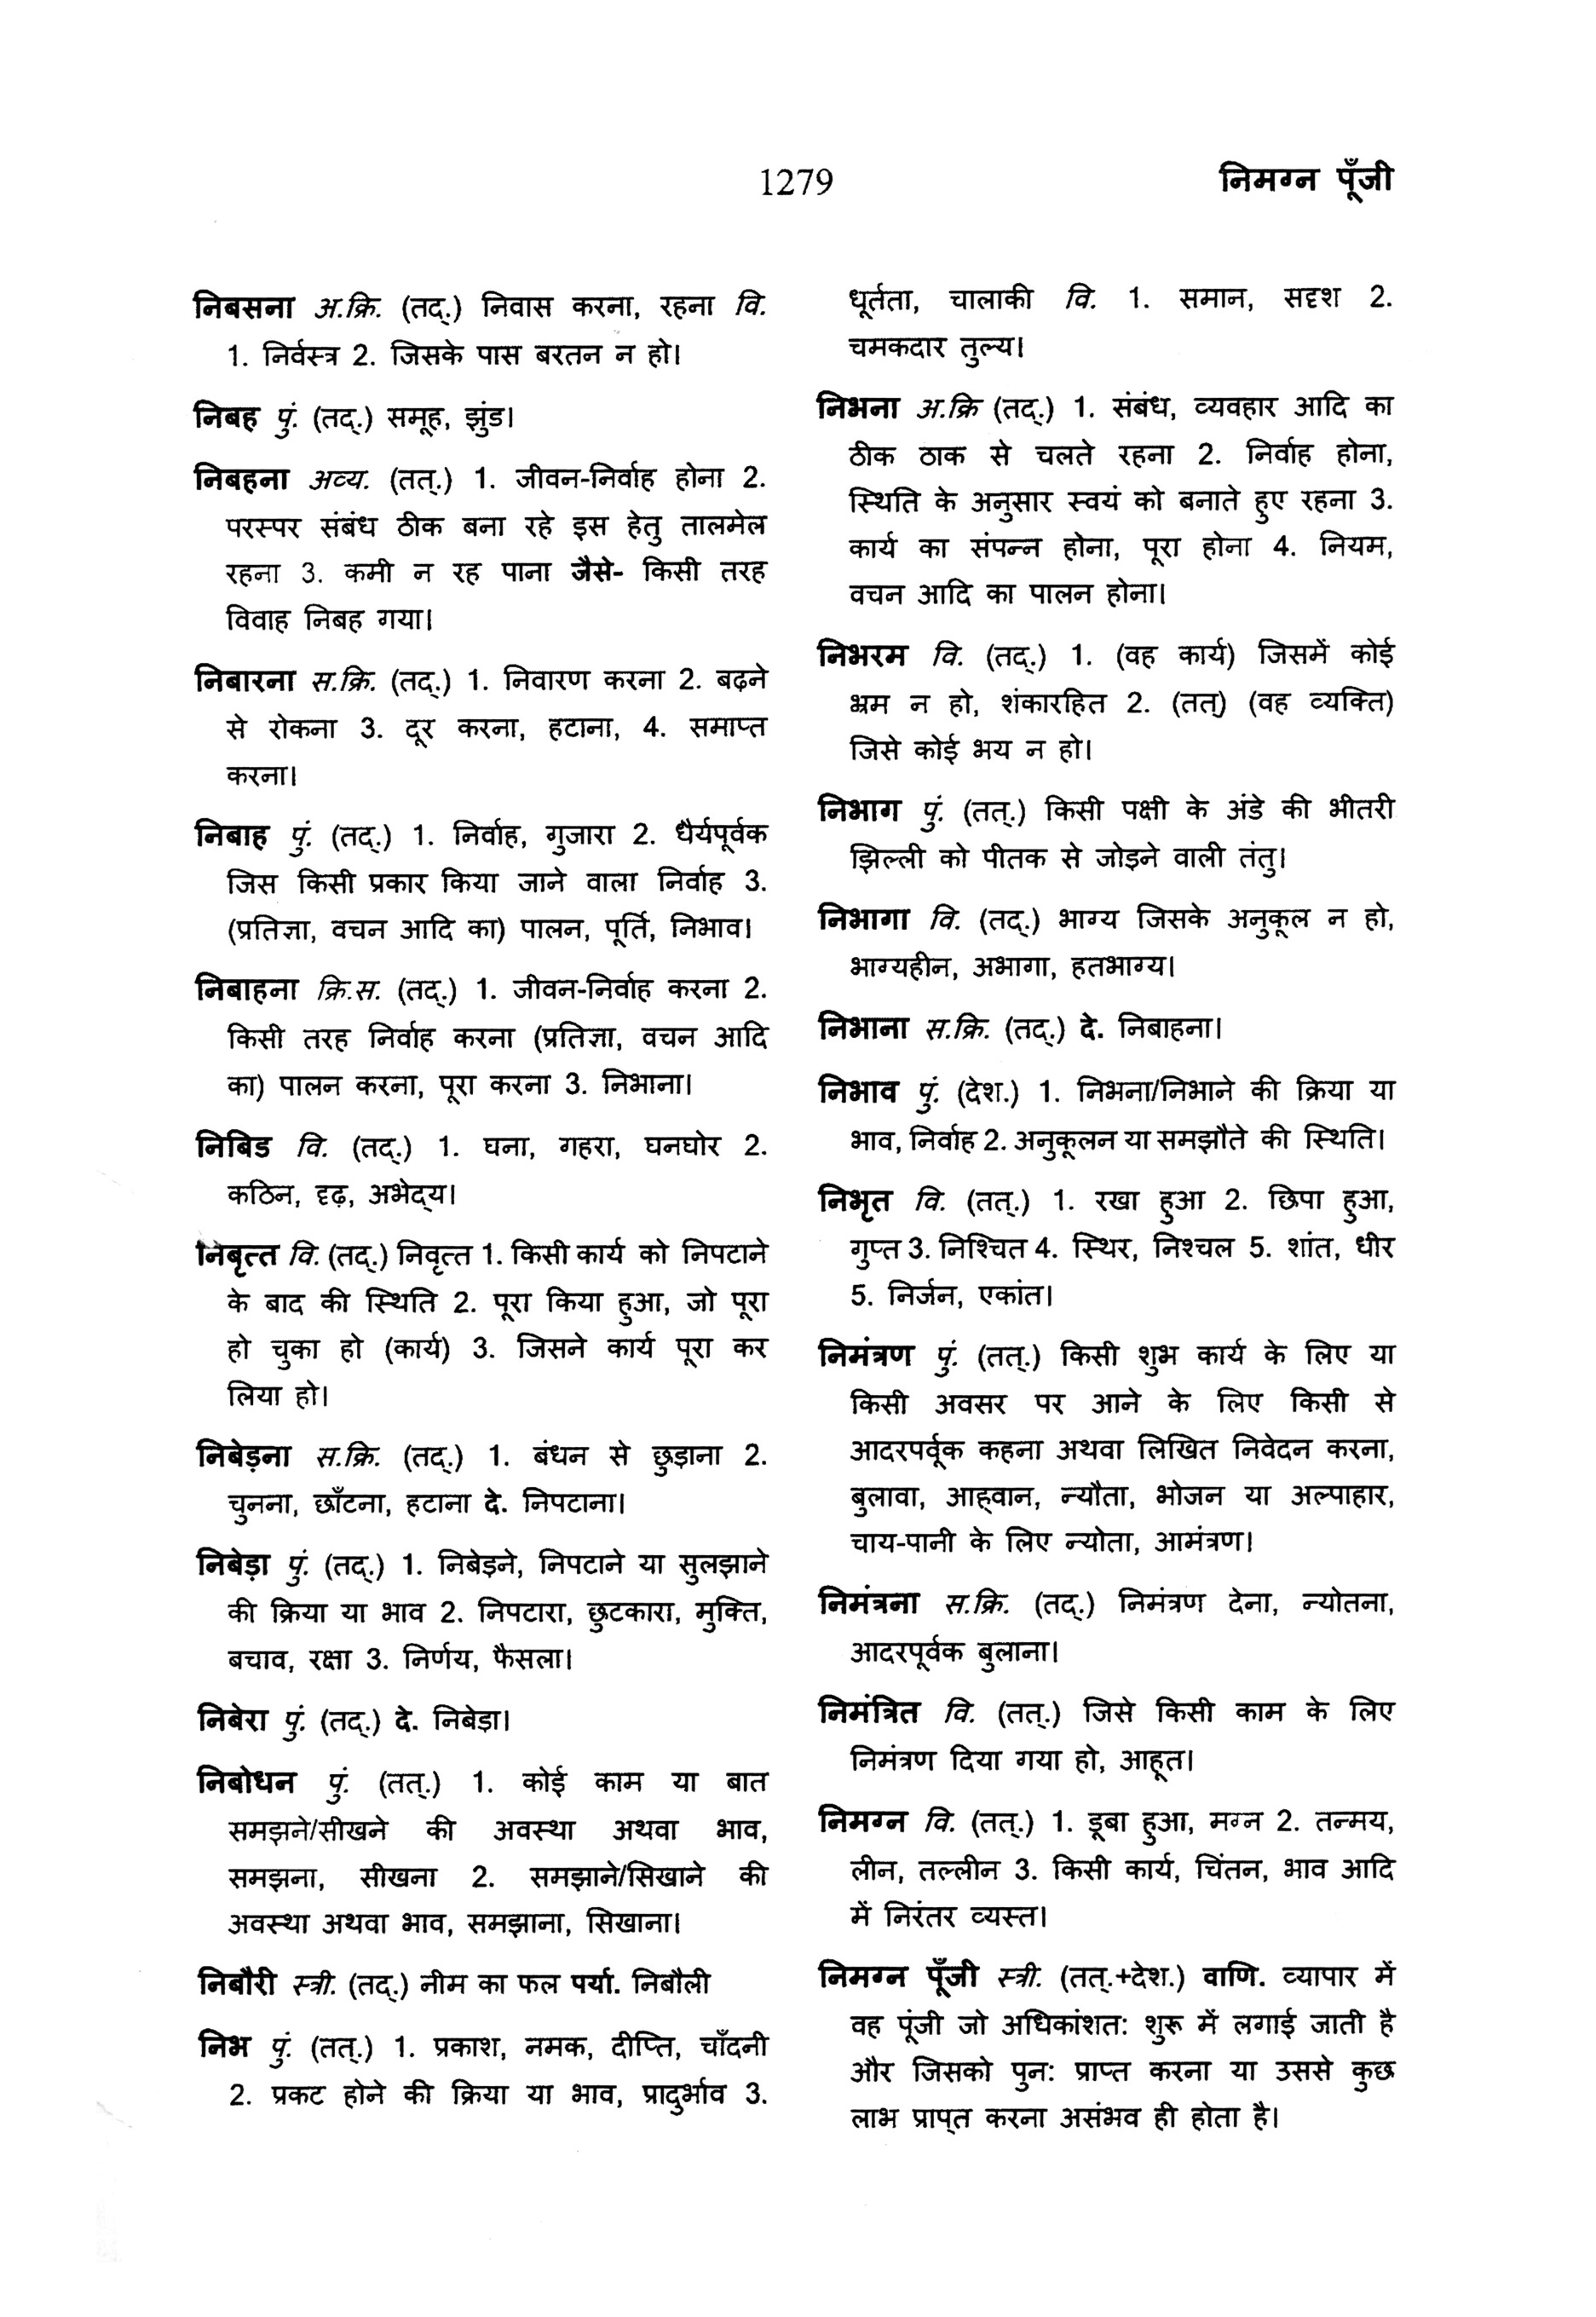 1279
निमग्न पूँजी
निबसना अ.क्रि. (तद्.) निवास करना, रहना वि.
1. निर्वस्त्र 2. जिसके पास बरतन न हो।
निबह पुं. (तद्.) समूह, झुंड।
निबहना अव्य. (तत्.) 1. जीवन-निर्वाह होना 2.
परस्पर संबंध ठीक बना रहे इस हेतु तालमेल
रहना 3. कमी न रह पाना जैसे- किसी तरह
विवाह निबह गया।
निबारना स.क्रि. (तद्.) 1. निवारण करना 2. बढ़ने
से रोकना 3. दूर करना, हटाना, 4. समाप्त
करना।
निबाह पुं. (तद्.) 1. निर्वाह, गुजारा 2. धैर्यपूर्वक
जिस किसी प्रकार किया जाने वाला निर्वाह 3.
(प्रतिज्ञा, वचन आदि का) पालन, पूर्ति, निभाव।
निबाहना क्रि.स. (तद्.) 1. जीवन-निर्वाह करना 2.
किसी तरह निर्वाह करना (प्रतिज्ञा, वचन आदि
का) पालन करना, पूरा करना 3. निभाना।
निबिड वि. (तद्.) 1. घना, गहरा, घनघोर 2.
कठिन, दृढ़, अभेद्‌य।
निबृत्त वि. (तद्.) निवृत्त 1. किसी कार्य को निपटाने
के बाद की स्थिति 2. पूरा किया हुआ, जो पूरा
हो चुका हो (कार्य) 3. जिसने कार्य पूरा कर
लिया हो।
निबेड़ना स.क्रि. (तद्.) 1. बंधन से छुड़ाना 2.
चुनना, छाँटना, हटाना दे. निपटाना।
निबेड़ा पुं. (तद्.) 1. निबेड़ने, निपटाने या सुलझाने
की क्रिया या भाव 2. निपटारा, छुटकारा, मुक्ति,
बचाव, रक्षा 3. निर्णय, फैसला।
निबेरा पुं. (तद्.) दे. निबेड़ा।
निबोधन पुं. (तत्.) 1. कोई काम या बात
समझने/सीखने की अवस्था अथवा भाव,
समझना, सीखना 2. समझाने/सिखाने की
अवस्था अथवा भाव, समझाना, सिखाना।
निबौरी स्त्री. (तद्.) नीम का फल पर्या. निबौली
निभ पुं. (तत्.) 1. प्रकाश, नमक, दीप्ति, चाँदनी
2. प्रकट होने की क्रिया या भाव, प्रादुर्भाव 3.
धूर्तता, चालाकी वि. 1. समान, सदृश 2.
चमकदार तुल्य।
निभना अ.क्रि (तद्.) 1. संबंध, व्यवहार आदि का
ठीक ठाक से चलते रहना 2. निर्वाह होना,
स्थिति के अनुसार स्वयं को बनाते हुए रहना 3.
कार्य का संपन्न होना, पूरा होना 4. नियम,
वचन आदि का पालन होना।
निभरम वि. (तद्.) 1. (वह कार्य) जिसमें कोई
भ्रम न हो, शंकारहित 2. (तत्) (वह व्यक्ति)
जिसे कोई भय न हो।
निभाग पुं. (तत्.) किसी पक्षी के अंडे की भीतरी
झिल्ली को पीतक से जोड़ने वाली तंतु।
निभागा वि. (तद्.) भाग्य जिसके अनुकूल न हो,
भाग्यहीन, अभागा, हतभाग्य।
निभाना स.क्रि. (तद्.) दे. निबाहना।
निभाव पुं. (देश.) 1. निभना/निभाने की क्रिया या
भाव, निर्वाह 2. अनुकूलन या समझौते की स्थिति।
निभृत वि. (तत्.) 1. रखा हुआ 2. छिपा हुआ,
गुप्त 3. निश्चित 4. स्थिर, निश्चल 5. शांत, धीर
5. निर्जन, एकांत।
निमंत्रण पुं. (तत्.) किसी शुभ कार्य के लिए या
किसी अवसर पर आने के लिए किसी से
आदरपर्वूक कहना अथवा लिखित निवेदन करना,
बुलावा, आह्‌वान, न्यौता, भोजन या अल्पाहार,
चाय-पानी के लिए न्योता, आमंत्रण।
निमंत्रना स.क्रि. (तद्.) निमंत्रण देना, न्योतना,
आदरपूर्वक बुलाना।
निमंत्रित वि. (तत्.) जिसे किसी काम के लिए
निमंत्रण दिया गया हो, आहूत।
निमग्न वि. (तत्.) 1. डूबा हुआ, मग्न 2. तन्मय,
लीन, तल्लीन 3. किसी कार्य, चिंतन, भाव आदि
में निरंतर व्यस्त।
निमग्न पूँजी स्त्री. (तत्.+देश.) वाणि. व्यापार में
वह पूंजी जो अधिकांशत: शुरू में लगाई जाती है
और जिसको पुन: प्राप्त करना या उससे कुछ
लाभ प्राप्‌त करना असंभव ही होता है।